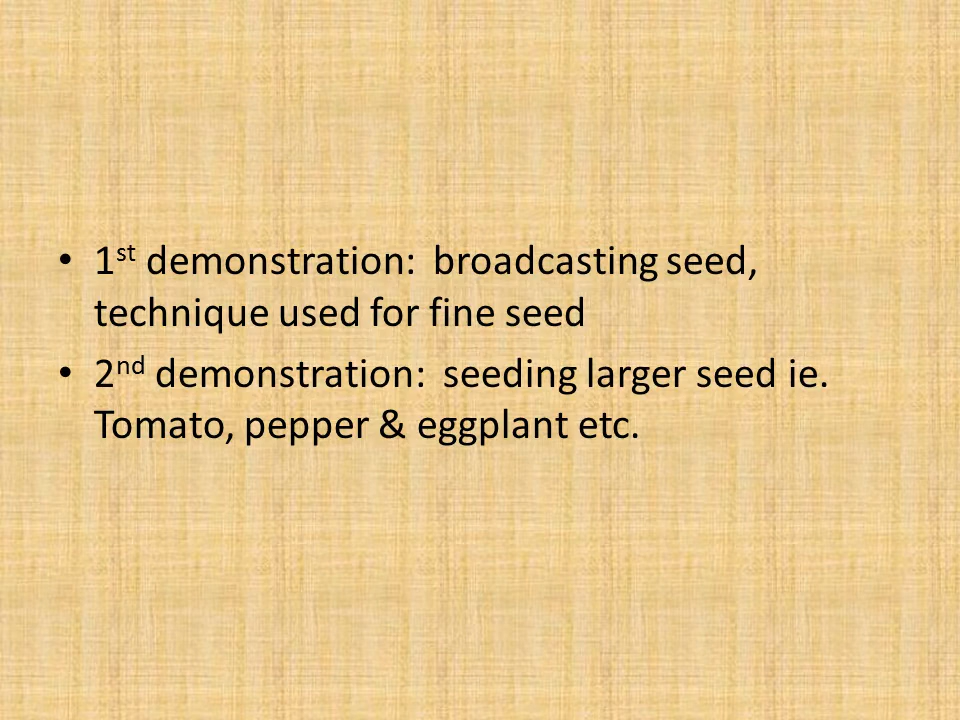 • 1st demonstration: broadcasting seed,
technique used for fine seed
• 2nd demonstration: seeding larger seed ie.
Tomato, pepper & eggplant etc.